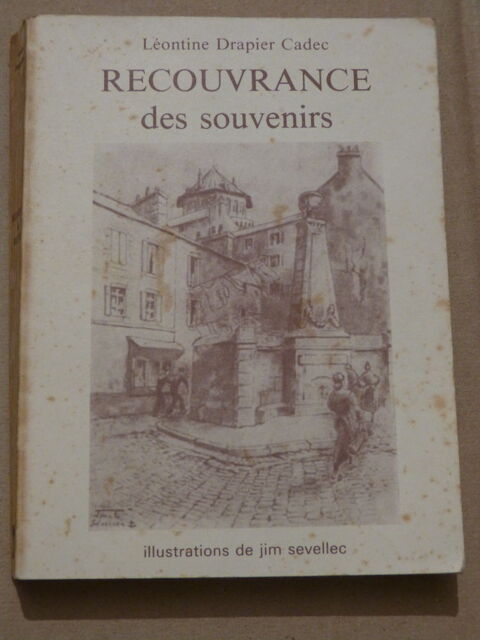 Léontine Drapier Cadec
RECOUVRANCE
des souvenirs
illustrations de jim sevellec